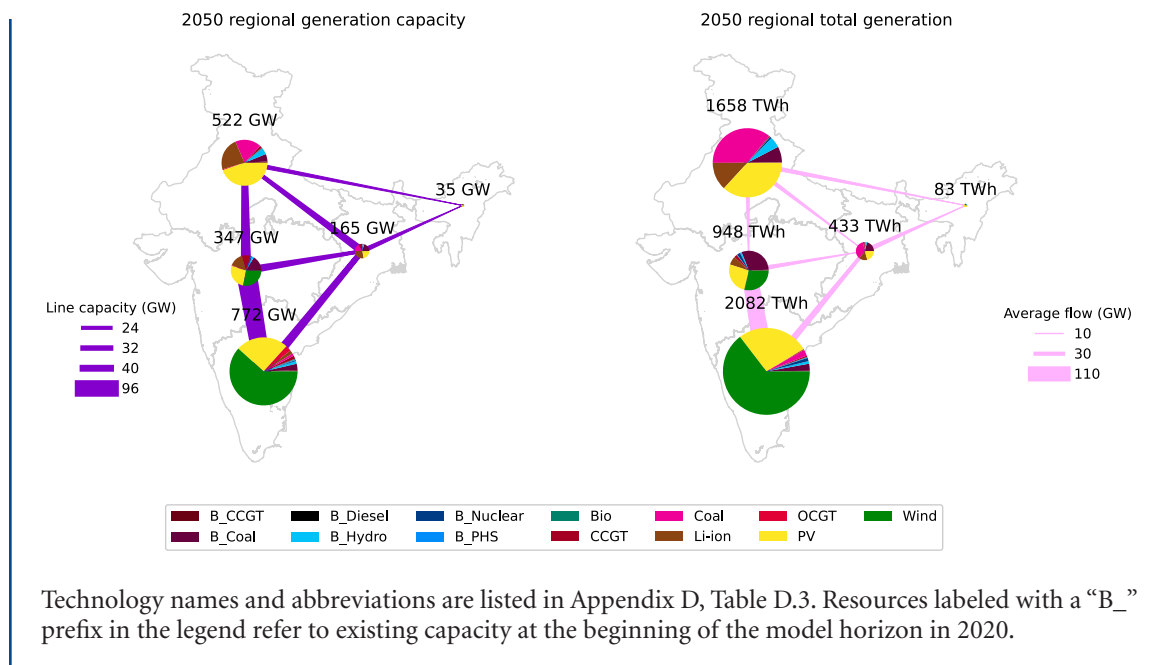 2050 regional generation capacity
2050 regional total generation
522 GW
35 GW
165 GW
347 GW
772 GW
Line capacity (GW)
24
32
40
96
1658 TWh
83 TWh
433 TWh
948 TWh
2082 TWh
Average flow (GW)
10
30
110
B_CCGT B_Diesel B_Nuclear Bio Coal OCGT Wind
B_Coal B_Hydro B_PHS CCGT Li-ion PV
Technology names and abbreviations are listed in Appendix D, Table D.3. Resources labeled with a “B_”
prefix in the legend refer to existing capacity at the beginning of the model horizon in 2020.